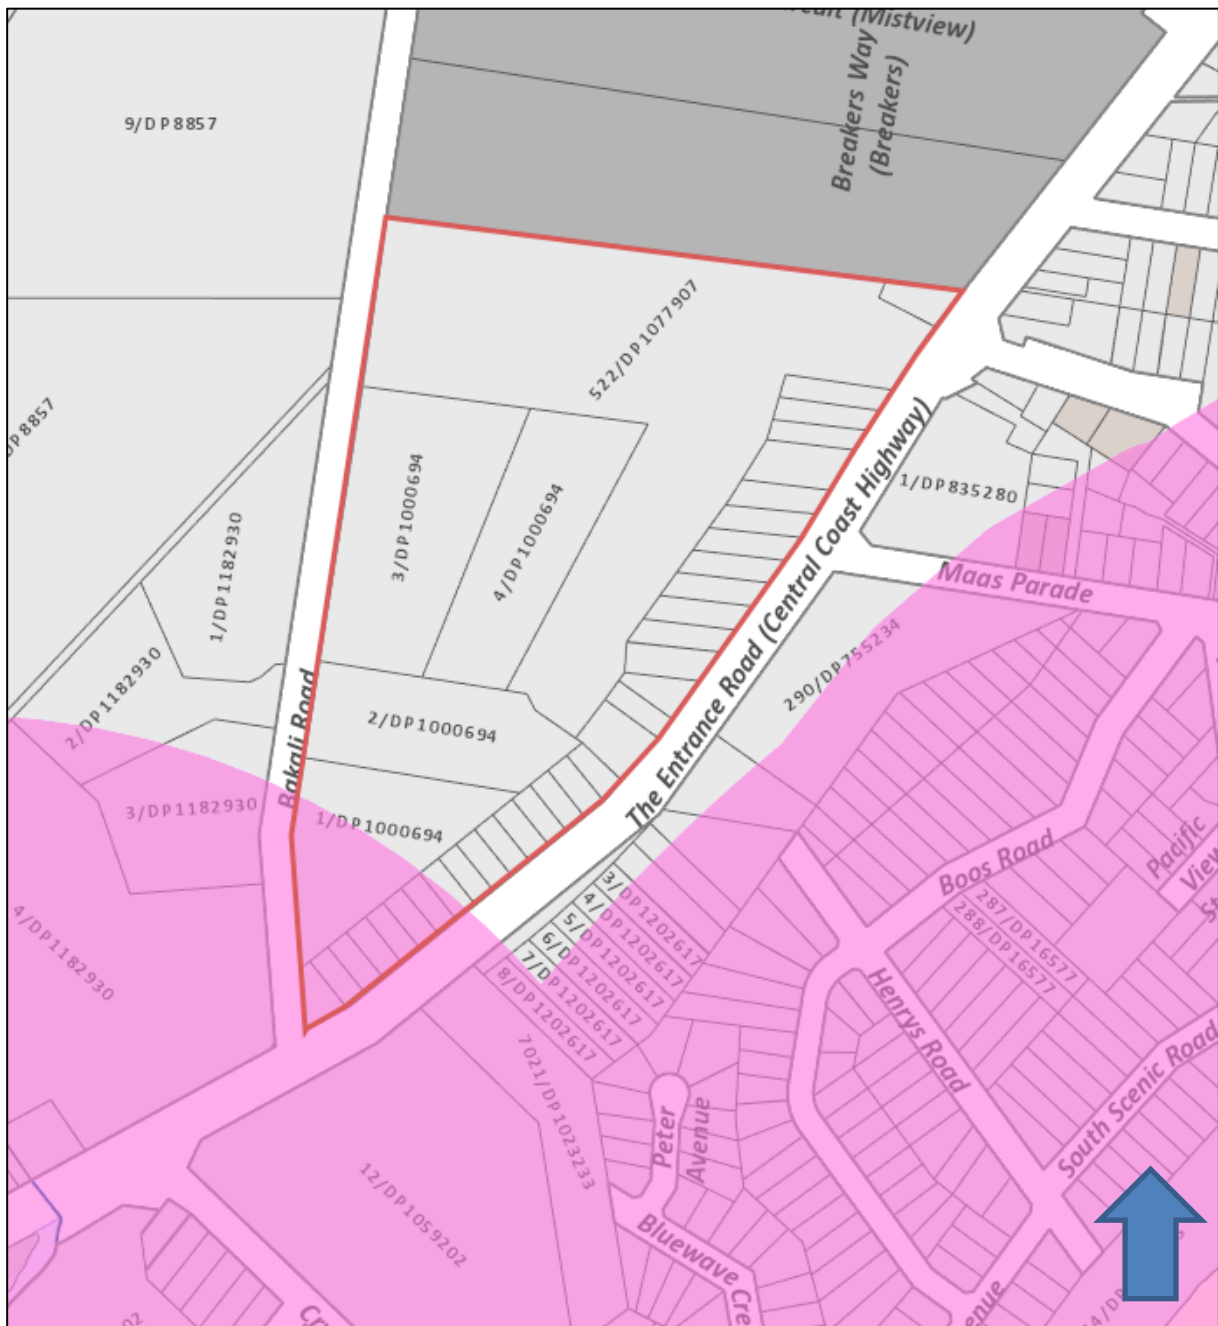 (Mistview)
Breakers Way
(Breakers)
9/DP8857
522/DP1077907
DP8857
3/DP1000694
4/DP1000694
1/DP835280
1/DP1182930
Maas Parade
2/DP1182930
290/DP755234
Bakali Road
2/DP1000694
The Entrance Road (Central Coast Highway)
3/DP1182930
1/DP1000694
Boos Road
Pacific
View
St
3/DP1202617
4/DP1202617
5/DP1202617
6/DP1202617
7/DP1202617
8/DP1202617
287/DP16577
288/DP16577
4/DP1182930
Henrys Road
7021/DP1023233
South Scenic Road
Peter
Avenue
12/DP1059202
Bluewave Cre
enue